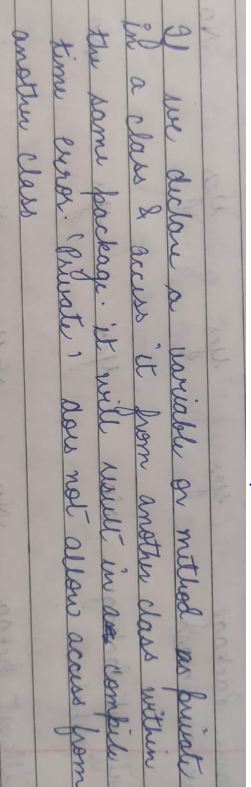 If we declare a variable or method as private
in a class & access it from another class within
the same package. it will result in a compile
time error. 'Private' does not allow access from
another class